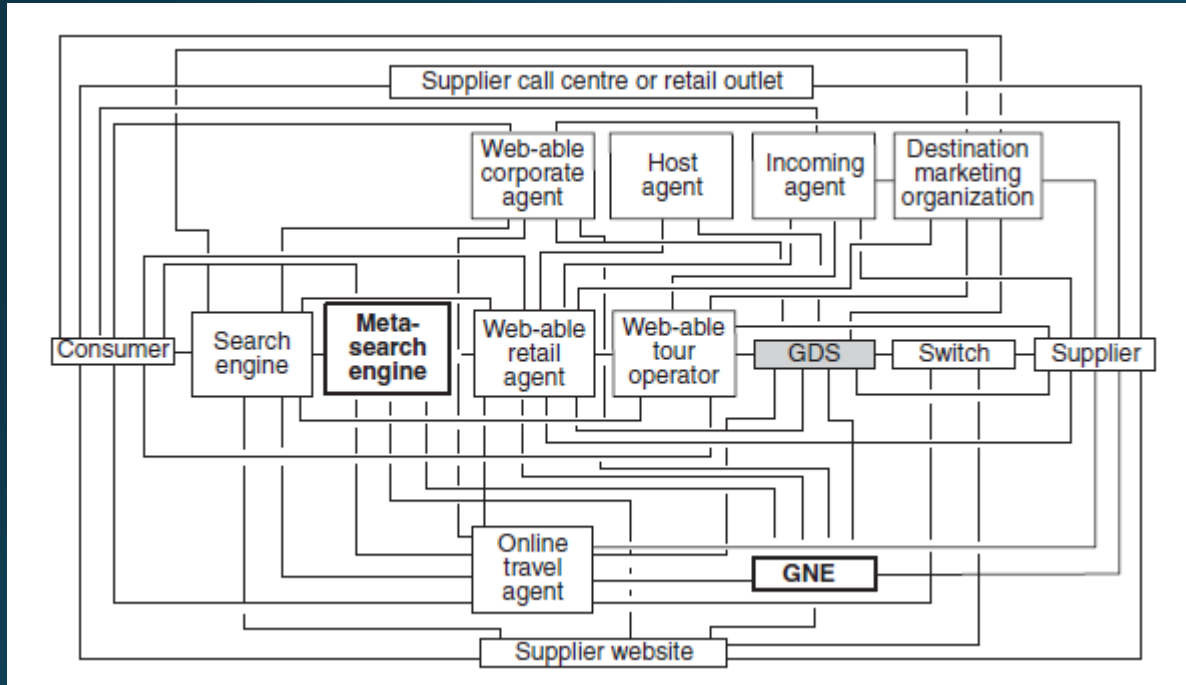 Supplier call centre or retail outlet
Web-able
corporate
agent
Host
agent
Incoming
agent
Destination
marketing
organization
Consumer
Search
engine
Meta-
search
engine
Web-able
retail
agent
Web-able
tour
operator
GDS
Switch
Supplier
Online
travel
agent
GNE
Supplier website